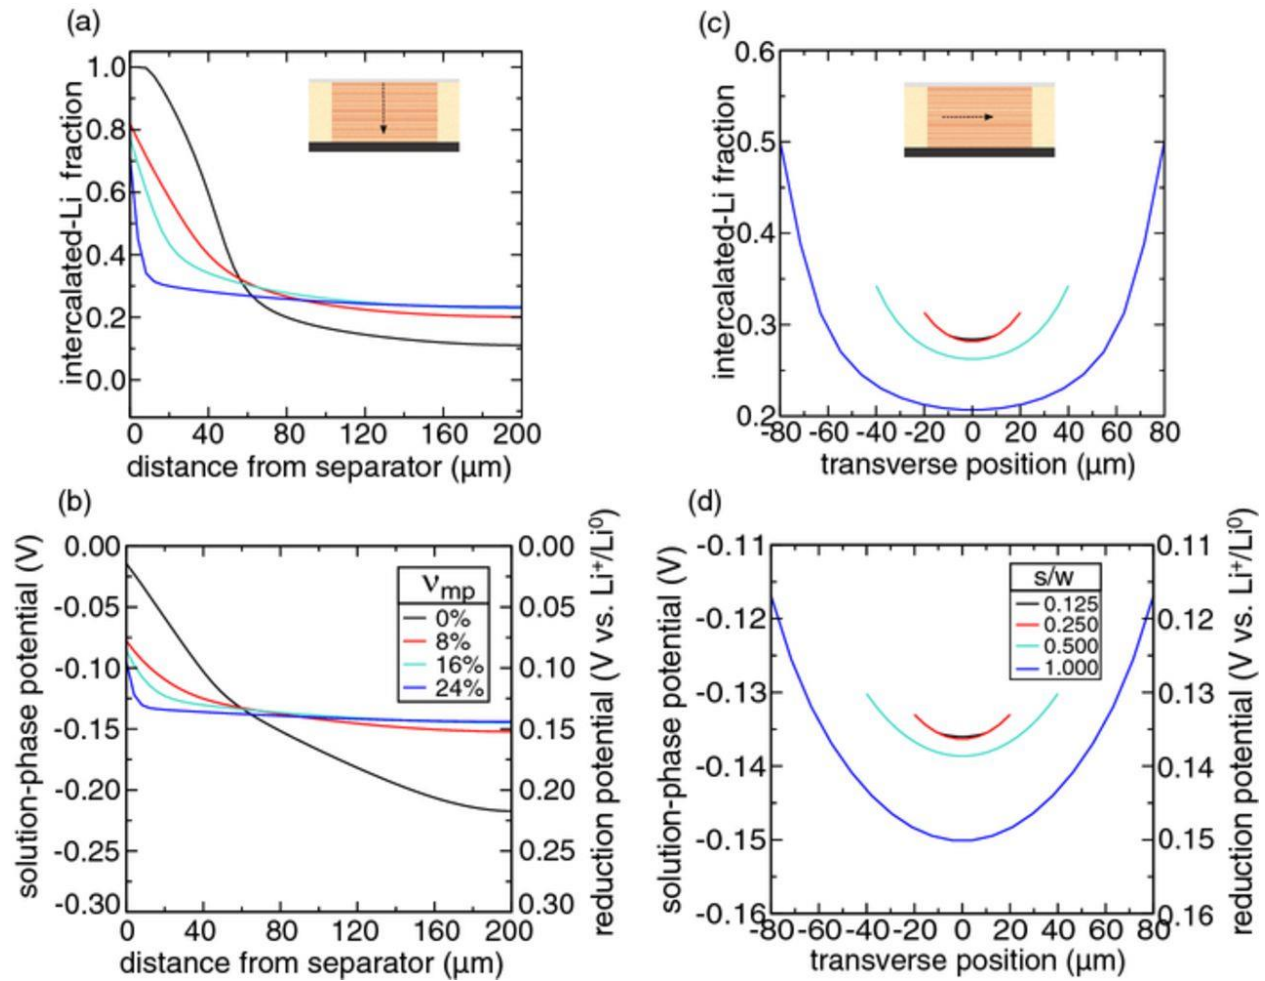 (a)
intercalated-Li fraction
1.0
0.8
0.6
0.4
0.2
0.0
0 40 80 120 160 200
distance from separator (μm)
(c)
intercalated-Li fraction
0.6
0.5
0.4
0.3
0.2
-80 -60 -40 -20 0 20 40 60 80
transverse position (μm)
(b)
solution-phase potential (V)
0.00
-0.05
-0.10
-0.15
-0.20
-0.25
-0.30
ν_mp
0%
8%
16%
24%
0.00
0.05
0.10
0.15
0.20
0.25
0.30
reduction potential (V vs. Li⁺/Li⁰)
0 40 80 120 160 200
distance from separator (μm)
(d)
solution-phase potential (V)
-0.11
-0.12
-0.13
-0.14
-0.15
-0.16
s/w
0.125
0.250
0.500
1.000
0.11
0.12
0.13
0.14
0.15
0.16
reduction potential (V vs. Li⁺/Li⁰)
-80 -60 -40 -20 0 20 40 60 80
transverse position (μm)